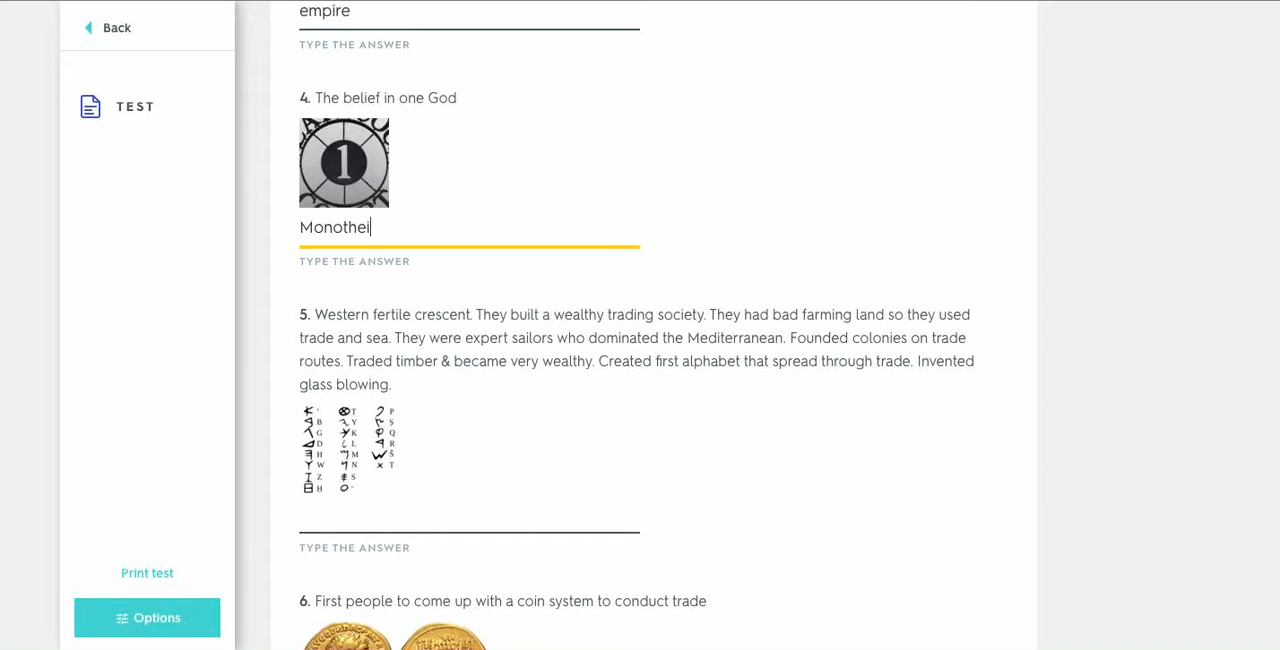 empire
Back
TYPE THE ANSWER
4. The belief in one God
TEST
1
Monothei
TYPE THE ANSWER
5. Western fertile crescent. They built a wealthy trading society. They had bad farming land so they used
trade and sea. They were expert sailors who dominated the Mediterranean. Founded colonies on trade
routes. Traded timber & became very wealthy. Created first alphabet that spread through trade. Invented
glass blowing.
T P
B Y S
G K Q
D L R
H M Š
W N T
Z S
H
TYPE THE ANSWER
Print test
6. First people to come up with a coin system to conduct trade
Options